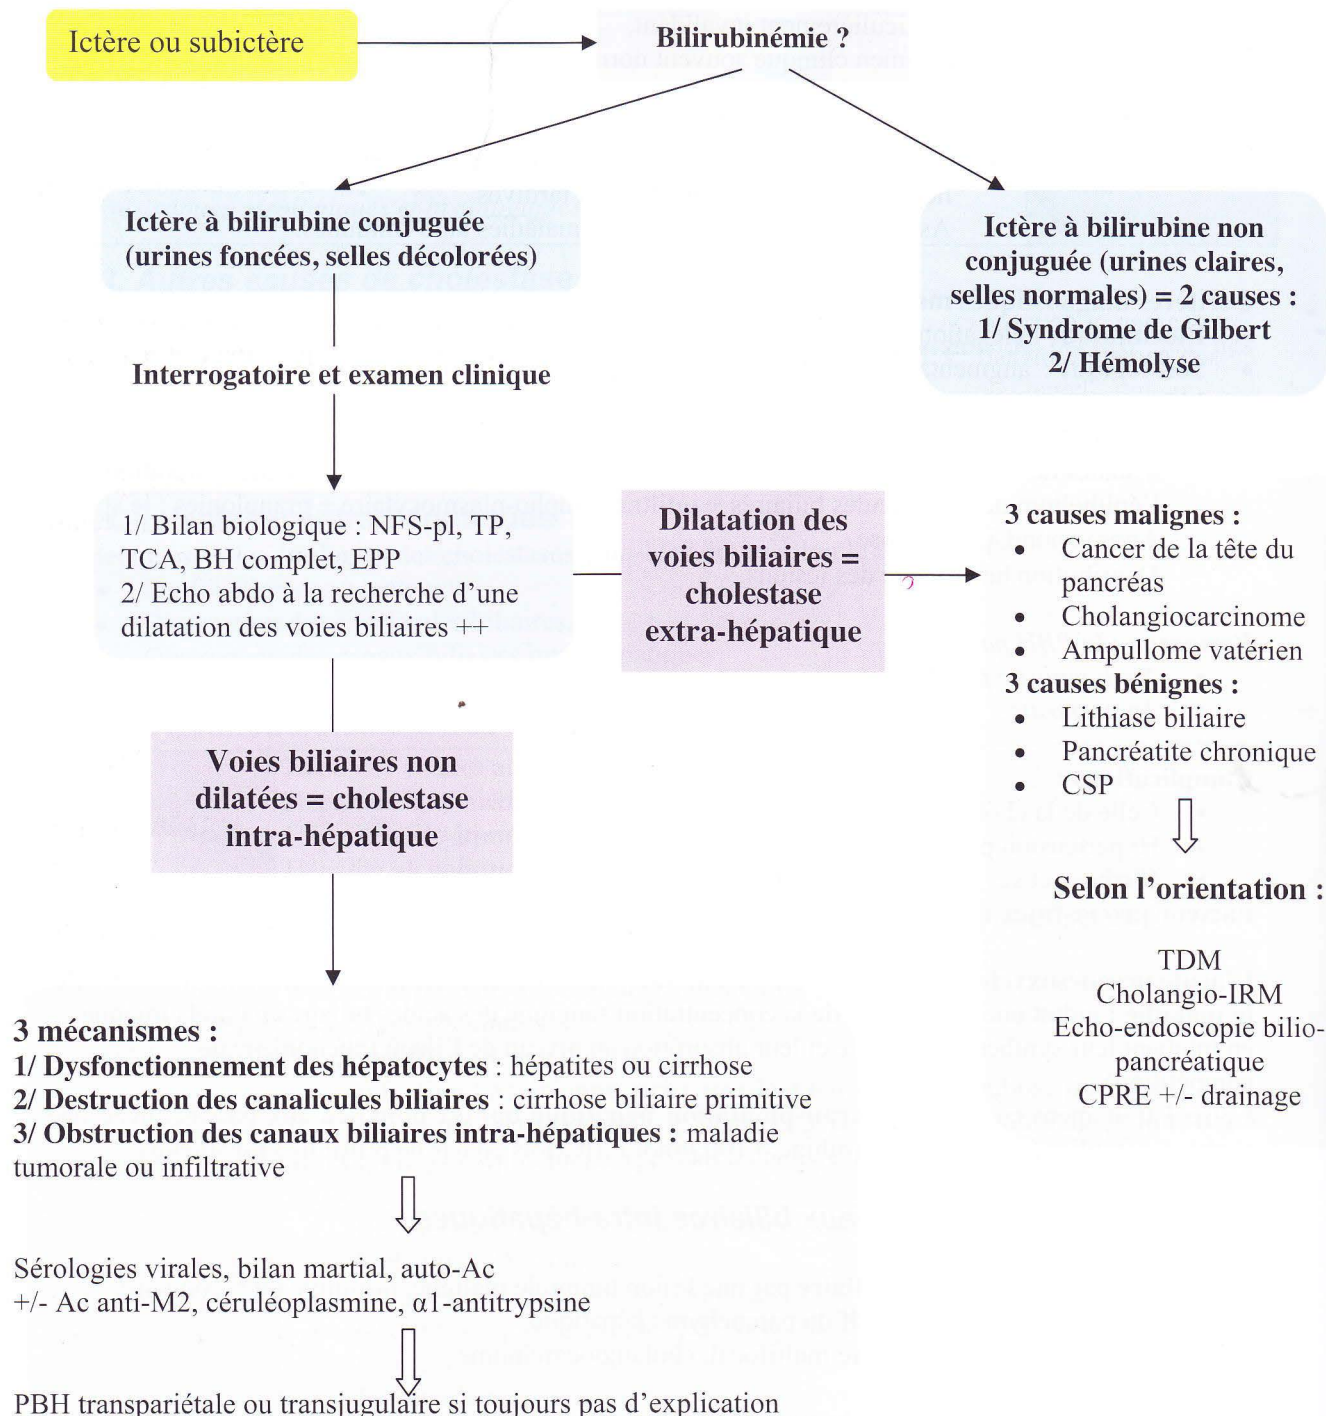 Ictère ou subictère
Bilirubinémie ?
Ictère à bilirubine conjuguée
(urines foncées, selles décolorées)
Ictère à bilirubine non
conjuguée (urines claires,
selles normales) = 2 causes :
1/ Syndrome de Gilbert
2/ Hémolyse
Interrogatoire et examen clinique
1/ Bilan biologique : NFS-pl, TP,
TCA, BH complet, EPP
2/ Echo abdo à la recherche d'une
dilatation des voies biliaires ++
Dilatation des
voies biliaires =
cholestase
extra-hépatique
3 causes malignes :
• Cancer de la tête du
pancréas
• Cholangiocarcinome
• Ampullome vatérien
3 causes bénignes :
• Lithiase biliaire
• Pancréatite chronique
• CSP
Selon l'orientation :
TDM
Cholangio-IRM
Echo-endoscopie bilio-
pancréatique
CPRE +/- drainage
Voies biliaires non
dilatées = cholestase
intra-hépatique
3 mécanismes :
1/ Dysfonctionnement des hépatocytes : hépatites ou cirrhose
2/ Destruction des canalicules biliaires : cirrhose biliaire primitive
3/ Obstruction des canaux biliaires intra-hépatiques : maladie
tumorale ou infiltrative
Sérologies virales, bilan martial, auto-Ac
+/- Ac anti-M2, céruléoplasmine, α1-antitrypsine
PBH transpariétale ou transjugulaire si toujours pas d'explication